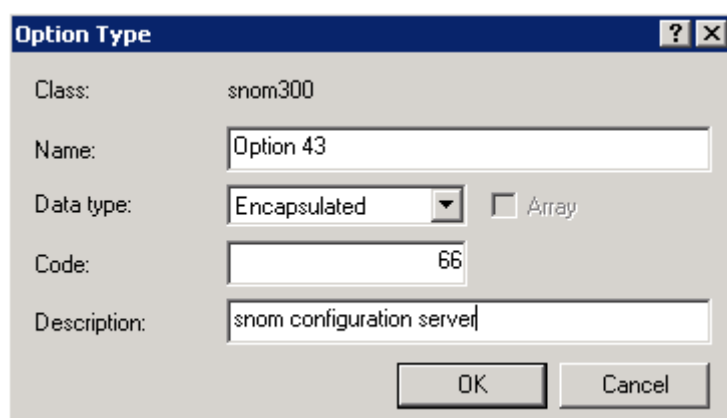 Option Type
Class: snom300
Name: Option 43
Data type: Encapsulated Array
Code: 66
Description: snom configuration server
OK Cancel